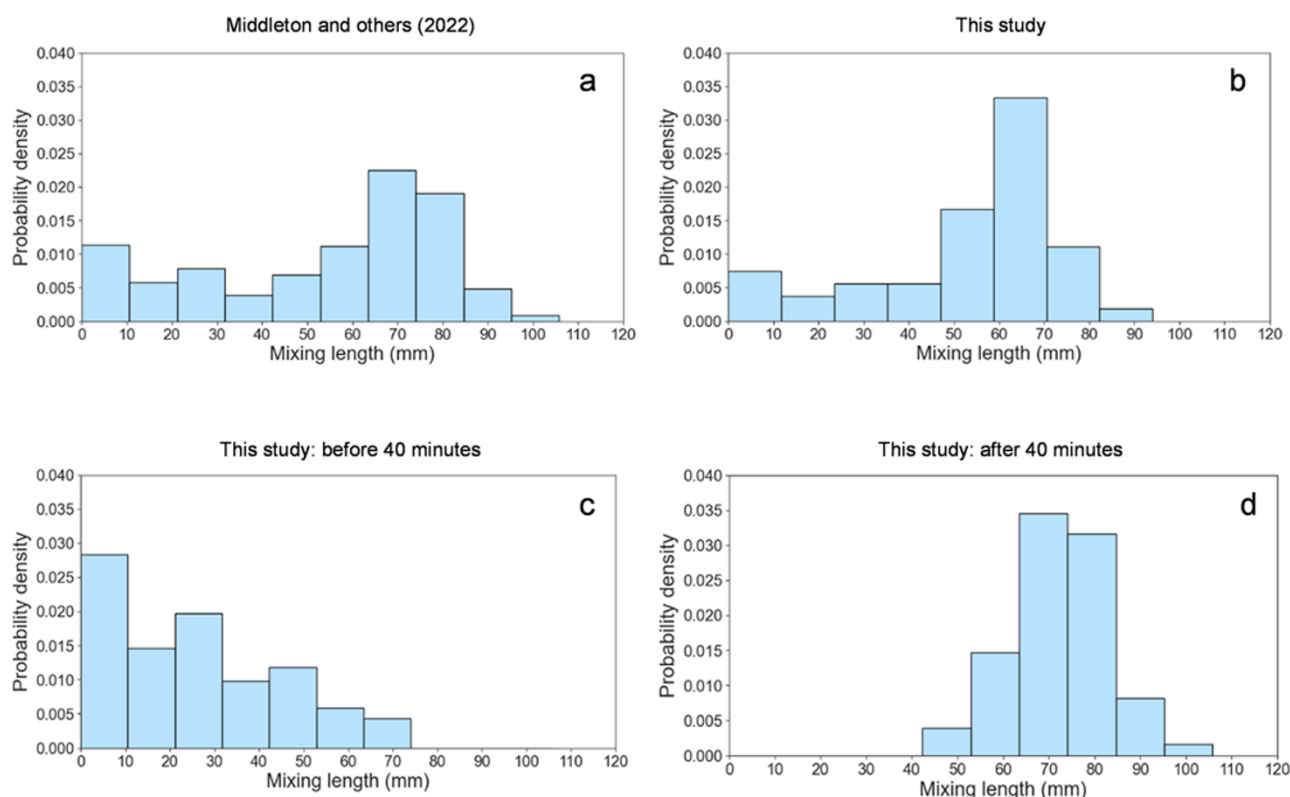 Middleton and others (2022)
a
0.040
0.035
0.030
0.025
0.020
0.015
0.010
0.005
0.000
Probability density
0 10 20 30 40 50 60 70 80 90 100 110 120
Mixing length (mm)
This study
b
0.040
0.035
0.030
0.025
0.020
0.015
0.010
0.005
0.000
Probability density
0 10 20 30 40 50 60 70 80 90 100 110 120
Mixing length (mm)
This study: before 40 minutes
c
0.040
0.035
0.030
0.025
0.020
0.015
0.010
0.005
0.000
Probability density
0 10 20 30 40 50 60 70 80 90 100 110 120
Mixing length (mm)
This study: after 40 minutes
d
0.040
0.035
0.030
0.025
0.020
0.015
0.010
0.005
0.000
Probability density
0 10 20 30 40 50 60 70 80 90 100 110 120
Mixing length (mm)